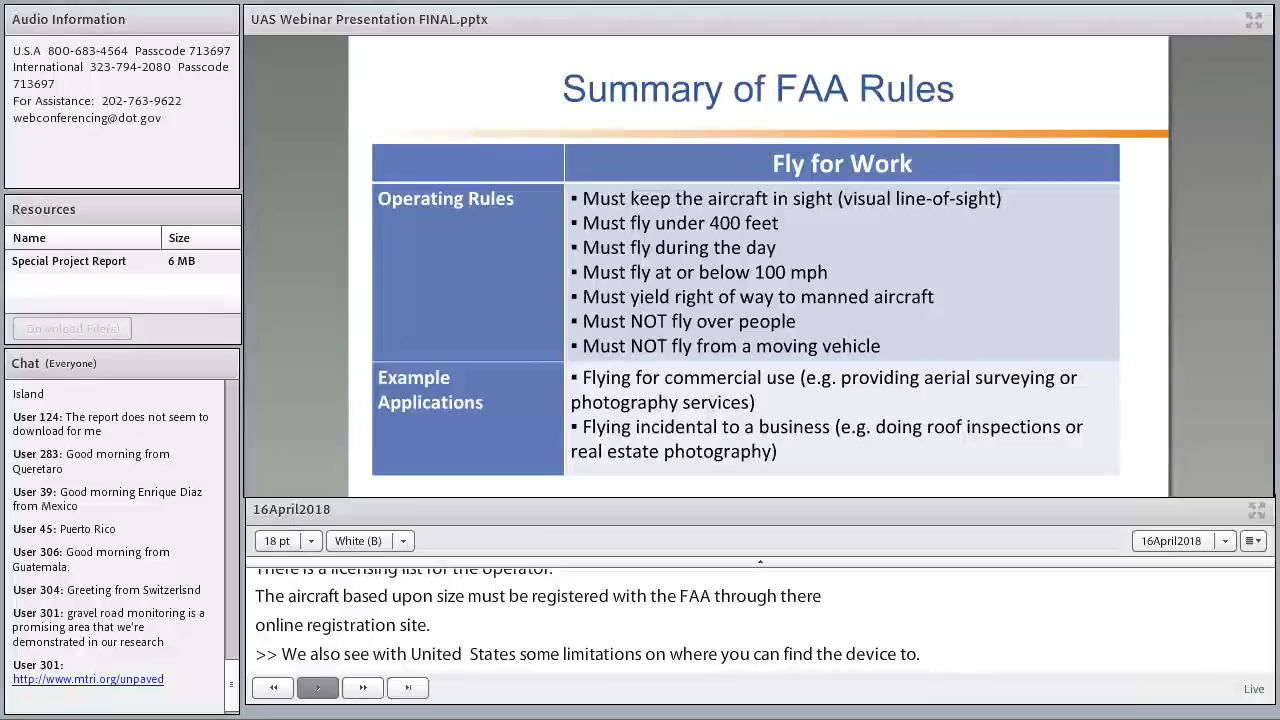 Audio Information
U.S.A 800-683-4564 Passcode 713697
International 323-794-2080 Passcode
713697
For Assistance: 202-763-9622
webconferencing@dot.gov
Resources
Name Size
Special Project Report 6 MB
Download File(s)
Chat (Everyone)
Island
User 124: The report does not seem to
download for me
User 283: Good morning from
Queretaro
User 39: Good morning Enrique Diaz
from Mexico
User 45: Puerto Rico
User 306: Good morning from
Guatemala.
User 304: Greeting from Switzerlsnd
User 301: gravel road monitoring is a
promising area that we're
demonstrated in our research
User 301:
http://www.mtri.org/unpaved
UAS Webinar Presentation FINAL.pptx
Summary of FAA Rules
Fly for Work
Operating Rules
▪ Must keep the aircraft in sight (visual line-of-sight)
▪ Must fly under 400 feet
▪ Must fly during the day
▪ Must fly at or below 100 mph
▪ Must yield right of way to manned aircraft
▪ Must NOT fly over people
▪ Must NOT fly from a moving vehicle
Example
Applications
▪ Flying for commercial use (e.g. providing aerial surveying or
photography services)
▪ Flying incidental to a business (e.g. doing roof inspections or
real estate photography)
16April2018
18 pt White (B) 16April2018
There is a licensing list for the operator.
The aircraft based upon size must be registered with the FAA through there
online registration site.
>> We also see with United States some limitations on where you can find the device to.
Live